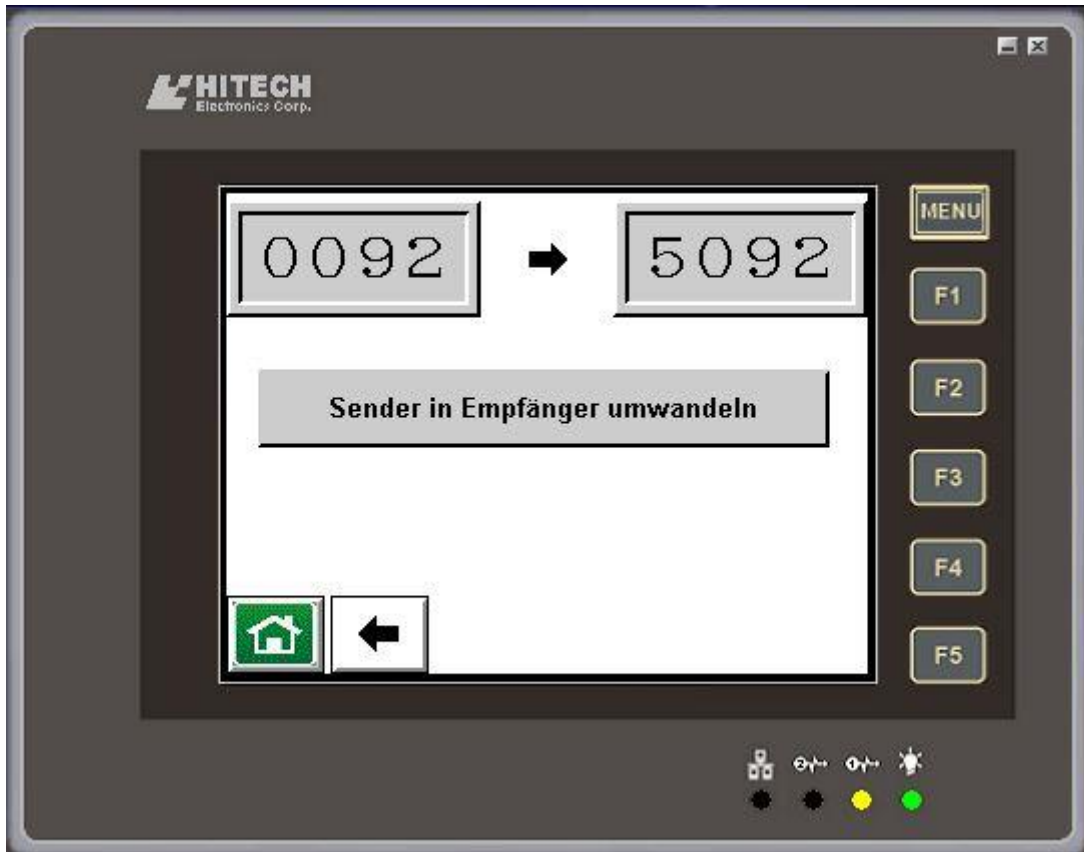 HITECH
Electronics Corp.
MENU
0092 → 5092
F1
Sender in Empfänger umwandeln
F2
F3
F4
F5